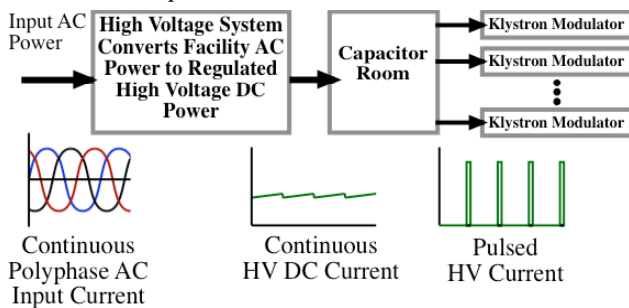 Input AC
Power
High Voltage System
Converts Facility AC
Power to Regulated
High Voltage DC
Power
Capacitor
Room
Klystron Modulator
Klystron Modulator
Klystron Modulator
Continuous
Polyphase AC
Input Current
Continuous
HV DC Current
Pulsed
HV Current